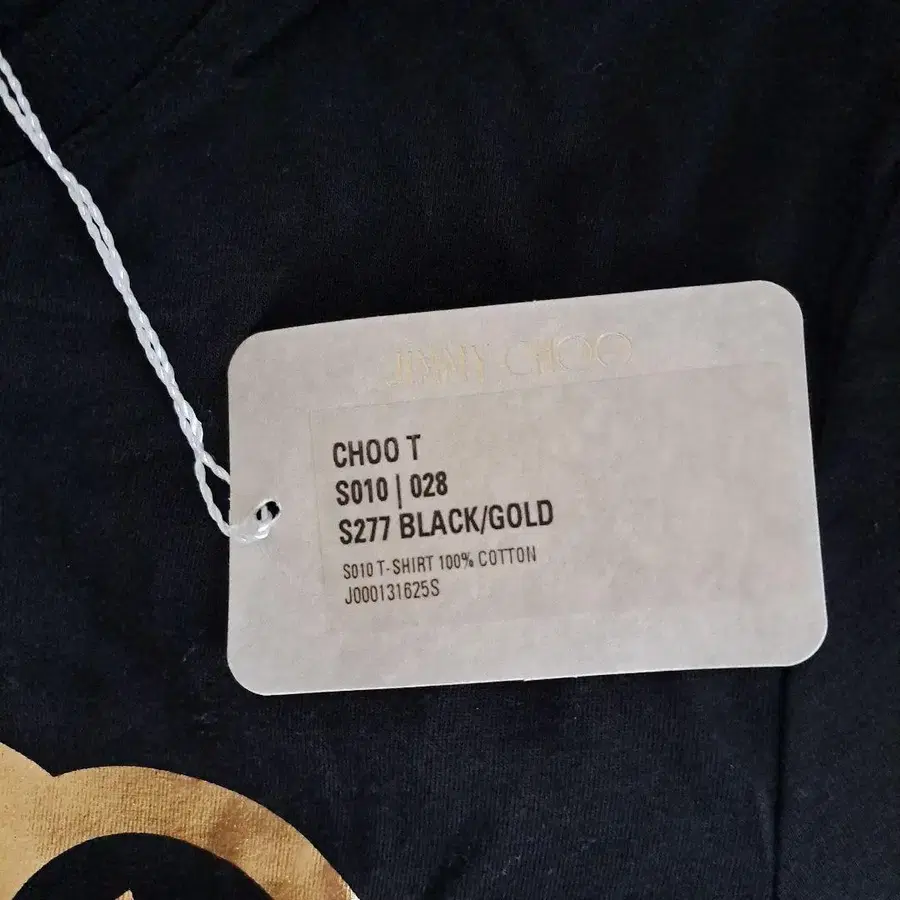 JIMMY CHOO
CHOO T
S010 | 028
S277 BLACK/GOLD
S010 T-SHIRT 100% COTTON
J000131625S